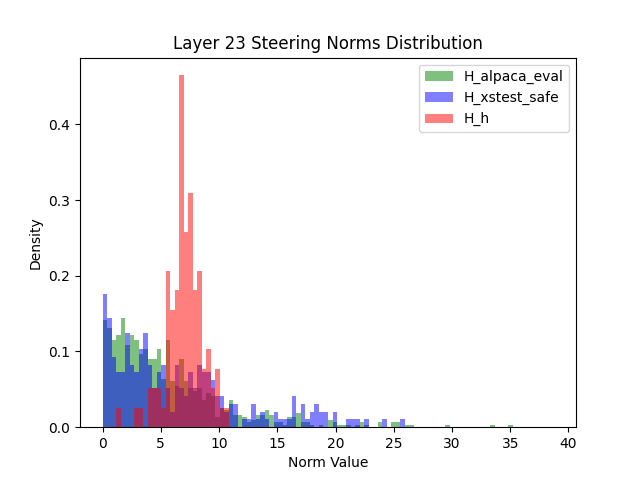 Layer 23 Steering Norms Distribution
H_alpaca_eval
H_xstest_safe
H_h
Density
0.4
0.3
0.2
0.1
0.0
0 5 10 15 20 25 30 35 40
Norm Value